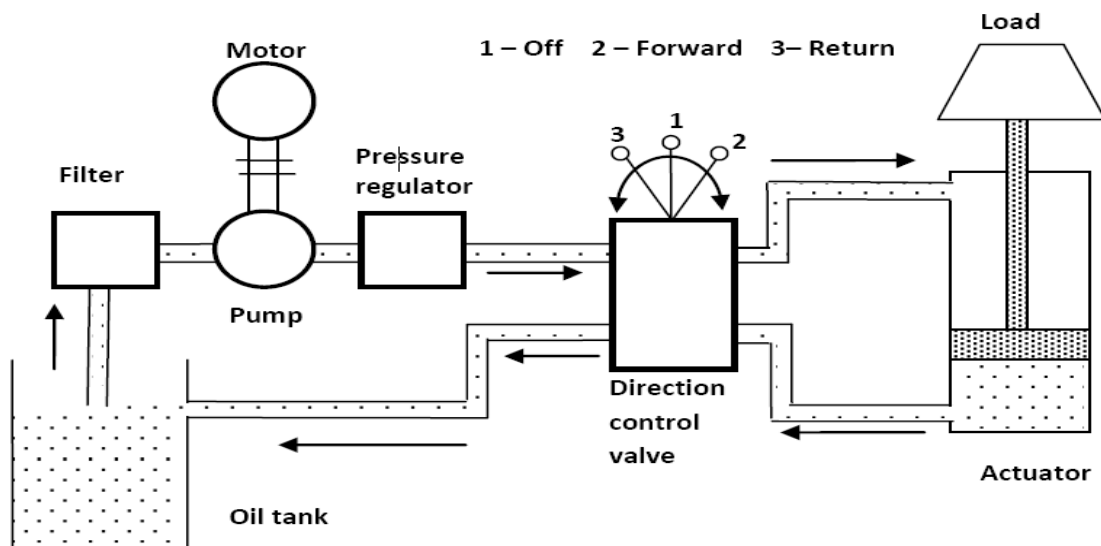 Load
Motor
1 – Off 2 – Forward 3– Return
3
1
2
Pressure
regulator
Filter
Pump
Direction
control
valve
Actuator
Oil tank